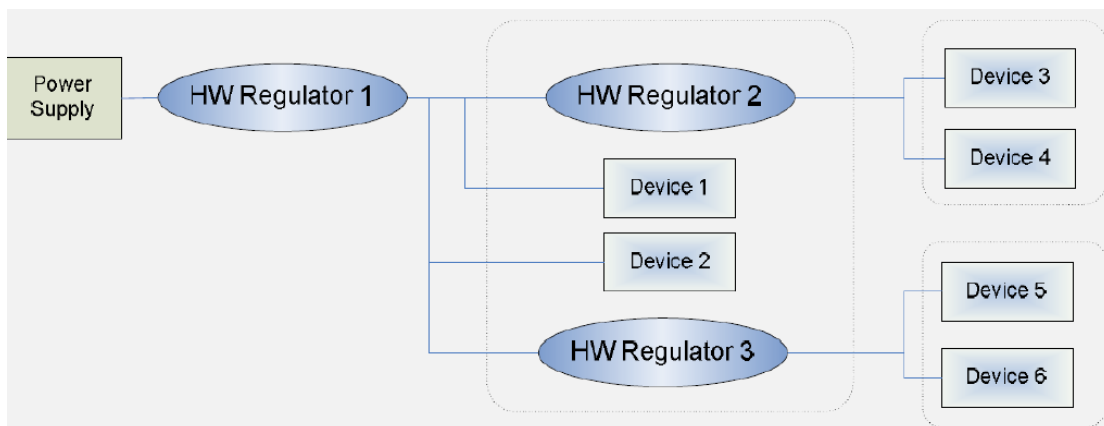 Power
Supply
HW Regulator 1
HW Regulator 2
Device 3
Device 4
Device 1
Device 2
Device 5
HW Regulator 3
Device 6